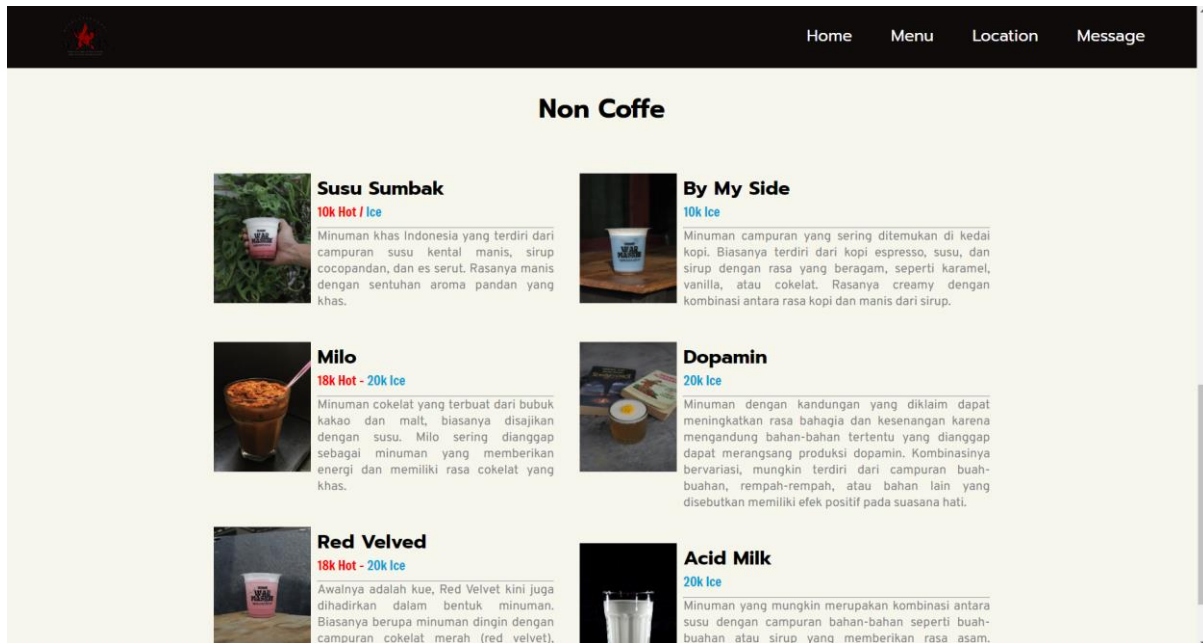 Home Menu Location Message
Non Coffe
Susu Sumbak
10k Hot / Ice
Minuman khas Indonesia yang terdiri dari
campuran susu kental manis, sirup
cocopandan, dan es serut. Rasanya manis
dengan sentuhan aroma pandan yang
khas.
By My Side
10k Ice
Minuman campuran yang sering ditemukan di kedai
kopi. Biasanya terdiri dari kopi espresso, susu, dan
sirup dengan rasa yang beragam, seperti karamel,
vanilla, atau cokelat. Rasanya creamy dengan
kombinasi antara rasa kopi dan manis dari sirup.
Milo
18k Hot - 20k Ice
Minuman cokelat yang terbuat dari bubuk
kakao dan malt, biasanya disajikan
dengan susu. Milo sering dianggap
sebagai minuman yang memberikan
energi dan memiliki rasa cokelat yang
khas.
Dopamin
20k Ice
Minuman dengan kandungan yang diklaim dapat
meningkatkan rasa bahagia dan kesenangan karena
mengandung bahan-bahan tertentu yang dianggap
dapat merangsang produksi dopamin. Kombinasinya
bervariasi, mungkin terdiri dari campuran buah-
buahan, rempah-rempah, atau bahan lain yang
disebutkan memiliki efek positif pada suasana hati.
Red Velved
18k Hot - 20k Ice
Awalnya adalah kue, Red Velvet kini juga
dihadirkan dalam bentuk minuman.
Biasanya berupa minuman dingin dengan
campuran cokelat merah (red velvet),
Acid Milk
20k Ice
Minuman yang mungkin merupakan kombinasi antara
susu dengan campuran bahan-bahan seperti buah-
buahan atau sirup yang memberikan rasa asam.